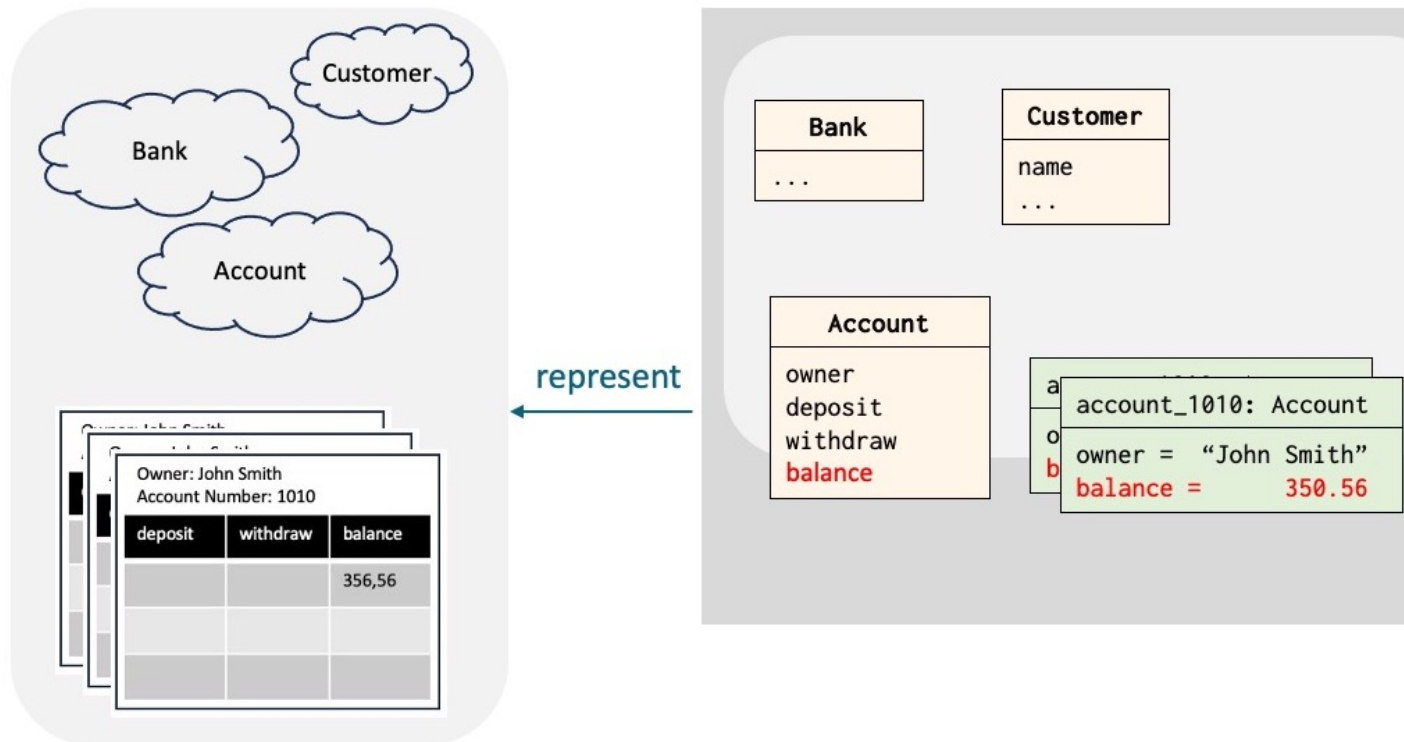 Customer
Bank
Account
Owner: John Smith
Account Number: 1010
deposit withdraw balance
356,56
represent
Bank
...
Customer
name
...
Account
owner
deposit
withdraw
balance
account_1010: Account
owner = “John Smith”
balance = 350.56